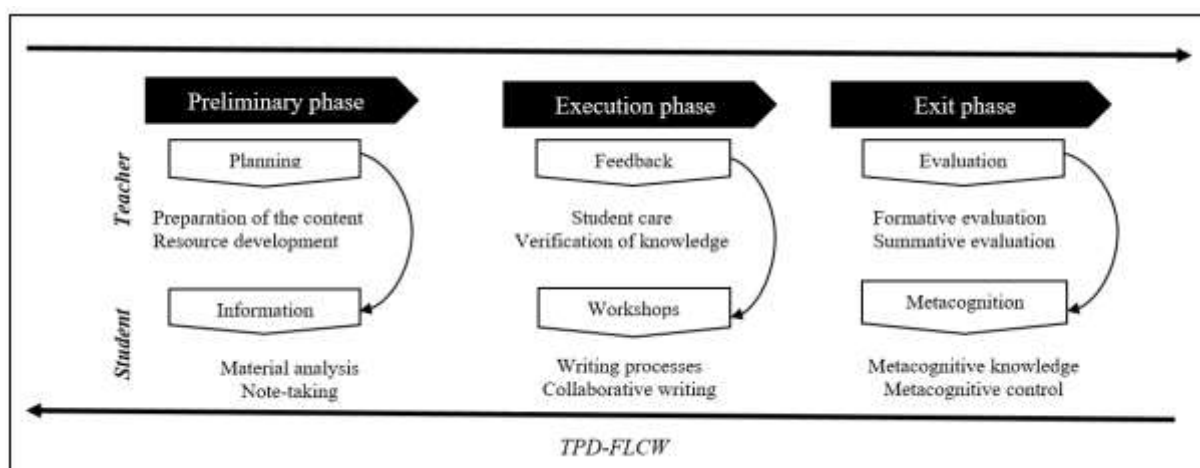 Preliminary phase
Execution phase
Exit phase
Teacher
Planning
Feedback
Evaluation
Preparation of the content
Resource development
Student care
Verification of knowledge
Formative evaluation
Summative evaluation
Student
Information
Workshops
Metacognition
Material analysis
Note-taking
Writing processes
Collaborative writing
Metacognitive knowledge
Metacognitive control
TPD-FLCW